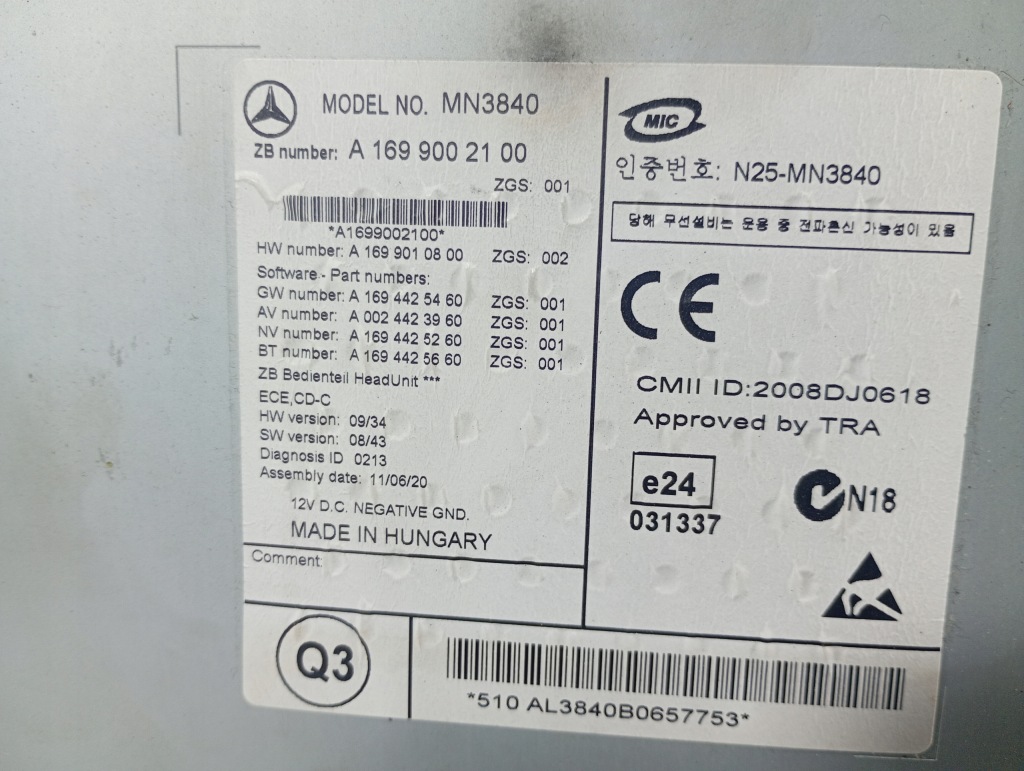 MODEL NO. MN3840
ZB number: A 169 900 21 00
ZGS: 001
*A1699002100*
HW number: A 169 901 08 00 ZGS: 002
Software - Part numbers:
GW number: A 169 442 54 60 ZGS: 001
AV number: A 002 442 39 60 ZGS: 001
NV number: A 169 442 52 60 ZGS: 001
BT number: A 169 442 56 60 ZGS: 001
ZB Bedienteil HeadUnit ***
ECE,CD-C
HW version: 09/34
SW version: 08/43
Diagnosis ID 0213
Assembly date: 11/06/20
12V D.C. NEGATIVE GND.
MADE IN HUNGARY
Comment:
Q3
MIC
인증번호: N25-MN3840
당해 무선설비는 운용 중 전파혼신 가능성이 있음
CE
CMII ID:2008DJ0618
Approved by TRA
e24
031337
N18
*510 AL3840B0657753*